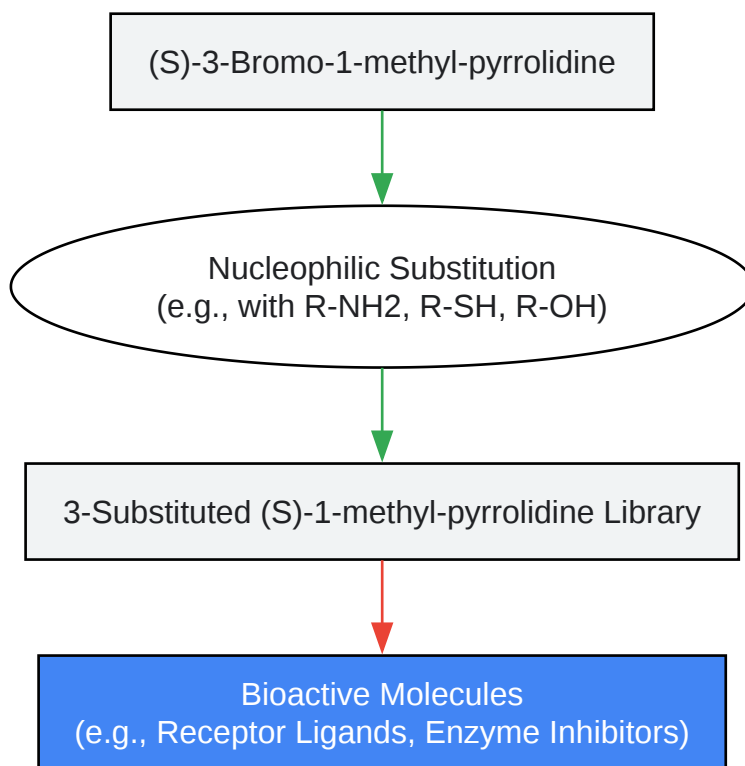 (S)-3-Bromo-1-methyl-pyrrolidine
Nucleophilic Substitution
(e.g., with R-NH2, R-SH, R-OH)
3-Substituted (S)-1-methyl-pyrrolidine Library
Bioactive Molecules
(e.g., Receptor Ligands, Enzyme Inhibitors)